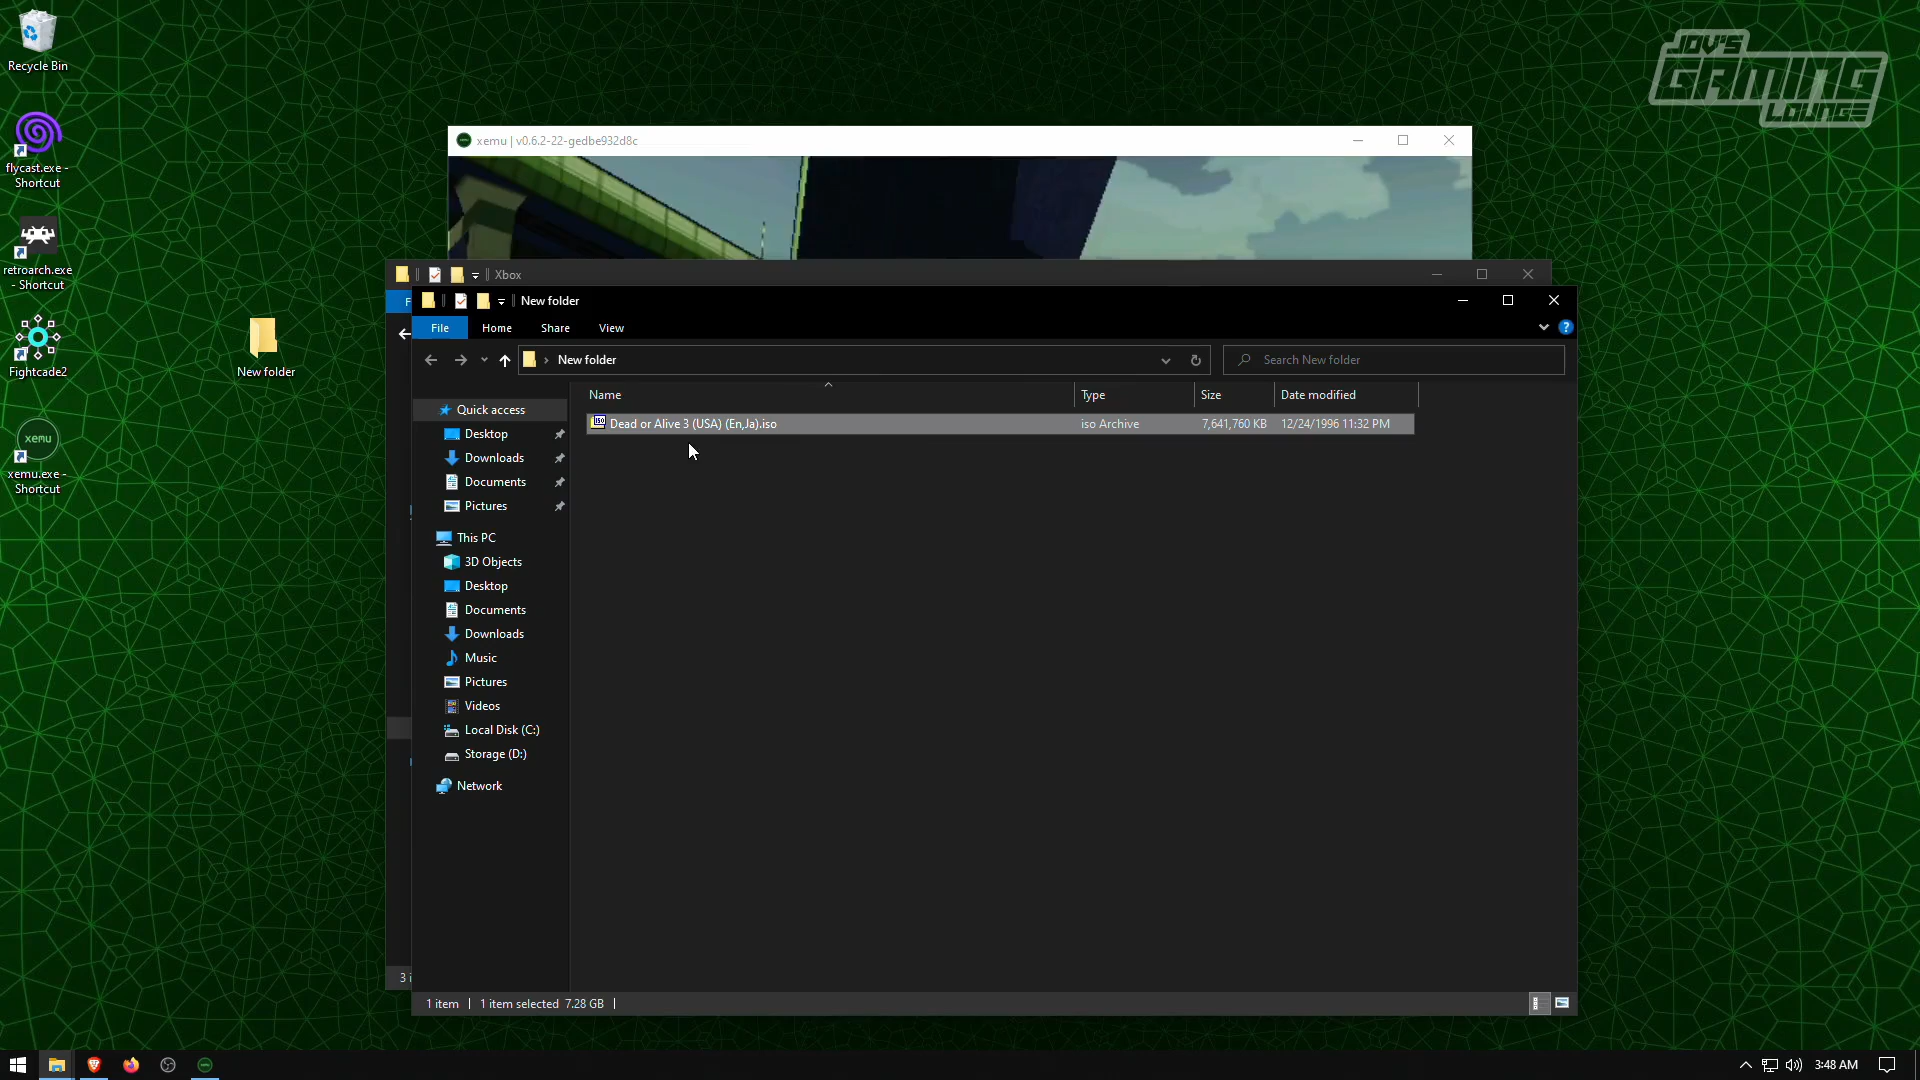 Recycle Bin
flycast.exe -
Shortcut
retroarch.exe
- Shortcut
Fightcade2
xemu
xemu.exe -
Shortcut
New folder
JOV'S
GAMING
LOUNGE
xemu | v0.6.2-22-gedbe932d8c
Xbox
F
New folder
File
Home
Share
View
New folder
Search New folder
Name
Type
Size
Date modified
Dead or Alive 3 (USA) (En,Ja).iso
iso Archive
7,641,760 KB
12/24/1996 11:32 PM
Quick access
Desktop
Downloads
Documents
Pictures
This PC
3D Objects
Desktop
Documents
Downloads
Music
Pictures
Videos
Local Disk (C:)
Storage (D:)
Network
3 i
1 item
1 item selected 7.28 GB
3:48 AM